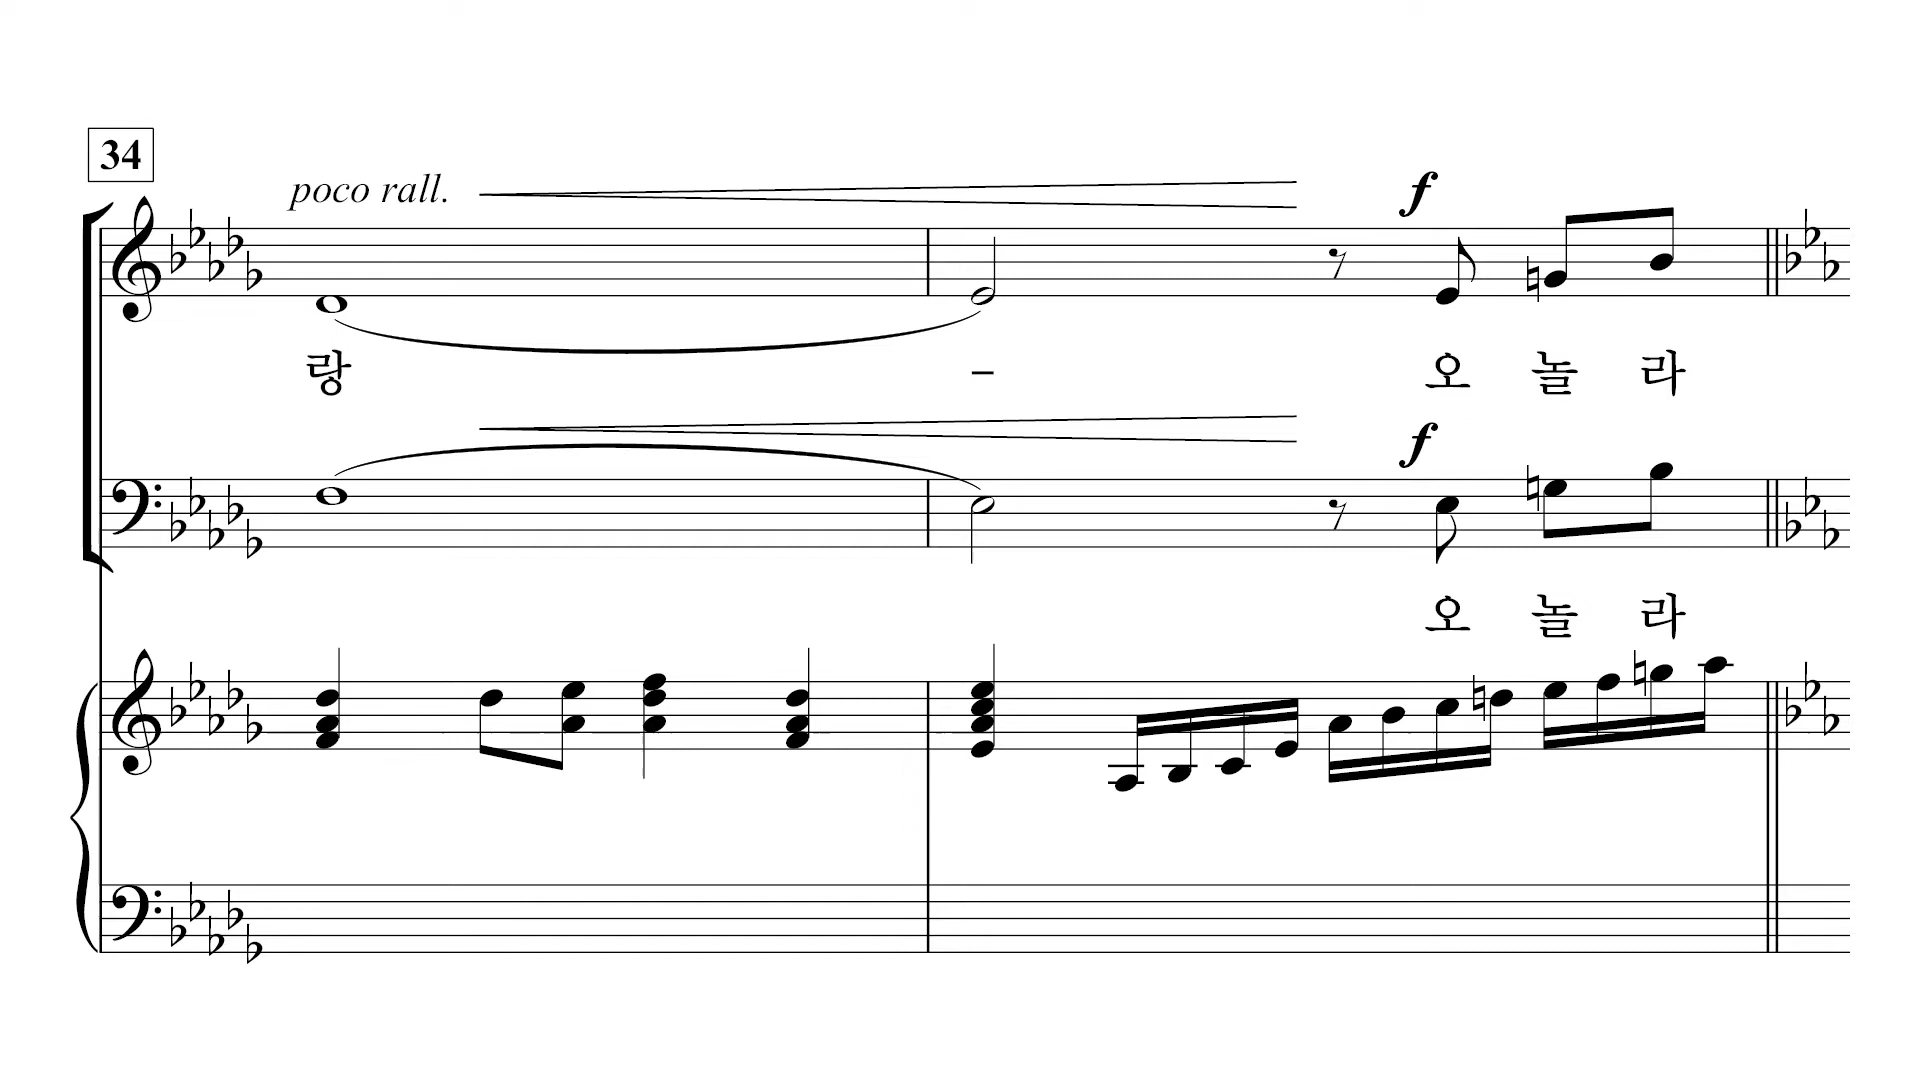 34
poco rall.
f
랑 – 오 놀 라
f
오 놀 라